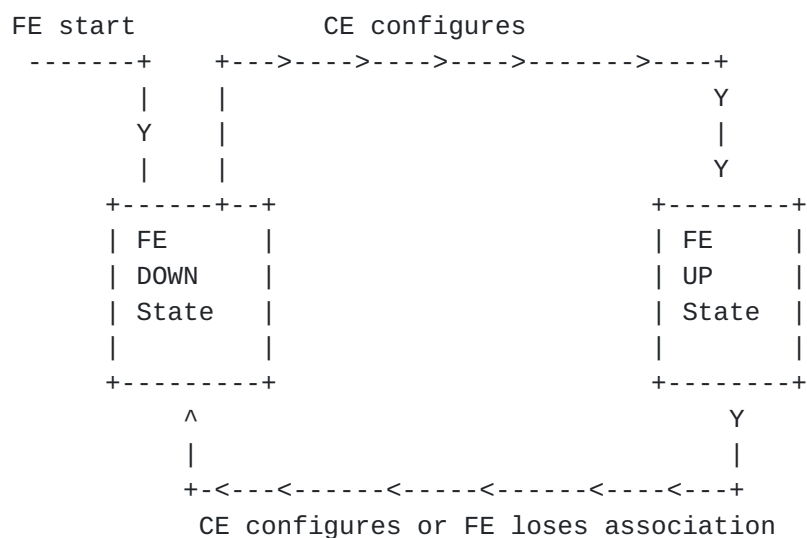 FE start                CE configures
 -------+    +--->---->---->---->------->----+
        |    |                               Y
        Y    |                               |
        |    |                               Y
      +------+--+                        +--------+
      | FE      |                        | FE     |
      | DOWN    |                        | UP     |
      | State   |                        | State  |
      |         |                        |        |
      +---------+                        +--------+
           ^                                  Y
           |                                  |
           +-<---<------<-----<------<----<---+
            CE configures or FE loses association